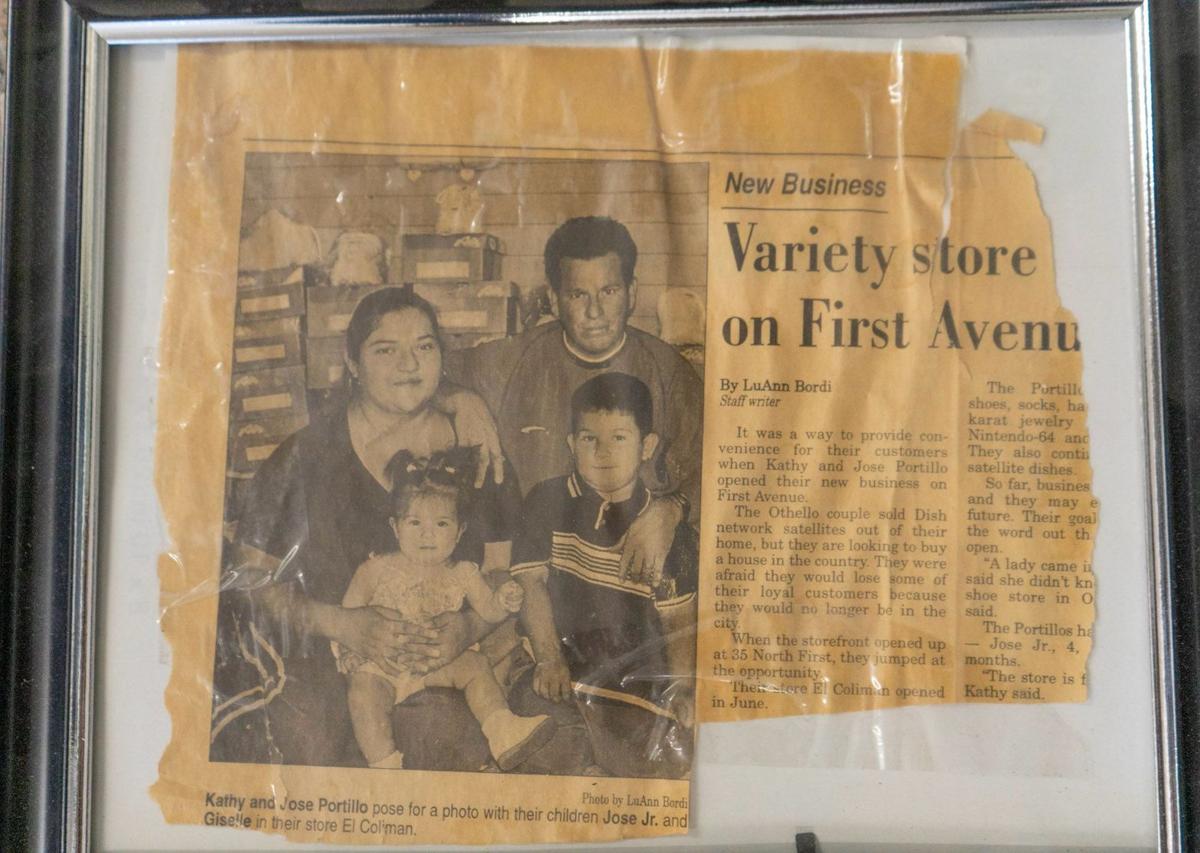 New Business
Variety store
on First Avenu
By LuAnn Bordi
Staff writer
It was a way to provide con-
venience for their customers
when Kathy and Jose Portillo
opened their new business on
First Avenue.
The Othello couple sold Dish
network satellites out of their
home, but they are looking to buy
a house in the country. They were
afraid they would lose some of
their loyal customers because
they would no longer be in the
city.
When the storefront opened up
at 35 North First, they jumped at
the opportunity.
Their store El Coliman opened
in June.
The Portillo
shoes, socks, ha
karat jewelry
Nintendo-64 and
They also conti
satellite dishes.
So far, busines
and they may e
future. Their goal
the word out th
open.
"A lady came i
said she didn't kn
shoe store in O
said.
The Portillos ha
— Jose Jr., 4,
months.
"The store is f
Kathy said.
Photo by LuAnn Bordi
Kathy and Jose Portillo pose for a photo with their children Jose Jr. and
Giselle in their store El Coliman.